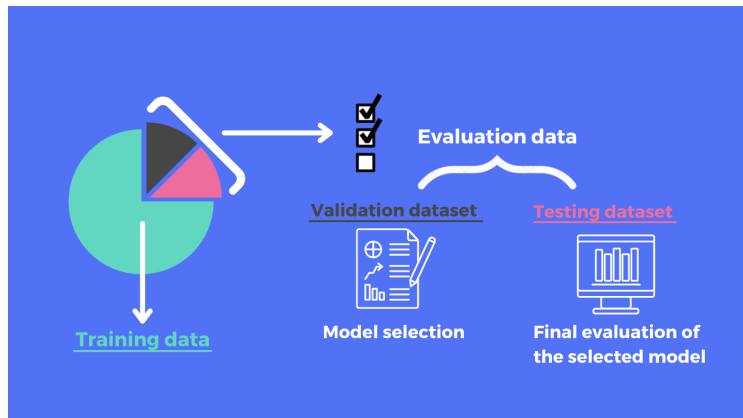 Evaluation data
Validation dataset
Testing dataset
Training data
Model selection
Final evaluation of
the selected model